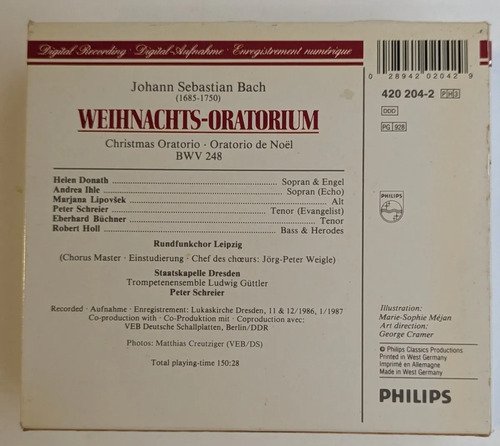 Digital Recording · Digital-Aufnahme · Enregistrement numérique
Johann Sebastian Bach
(1685-1750)
WEIHNACHTS-ORATORIUM
Christmas Oratorio · Oratorio de Noël
BWV 248
Helen Donath Sopran & Engel
Andrea Ihle Sopran (Echo)
Marjana Lipovšek Alt
Peter Schreier Tenor (Evangelist)
Eberhard Büchner Tenor
Robert Holl Bass & Herodes
Rundfunkchor Leipzig
(Chorus Master · Einstudierung · Chef des chœurs: Jörg-Peter Weigle)
Staatskapelle Dresden
Trompetenensemble Ludwig Güttler
Peter Schreier
Recorded · Aufnahme · Enregistrement: Lukaskirche Dresden, 11 & 12/1986, 1/1987
Co-production with · Co-Produktion mit · Coproduction avec:
VEB Deutsche Schallplatten, Berlin/DDR
Photos: Matthias Creutziger (VEB/DS)
Total playing-time 150:28
0 28942 02042 9
420 204-2 PH3
DDD
PG 928
PHILIPS
Illustration:
Marie-Sophie Méjan
Art direction:
George Cramer
℗ Philips Classics Productions
Printed in West Germany
Imprimé en Allemagne
Made in West Germany
PHILIPS